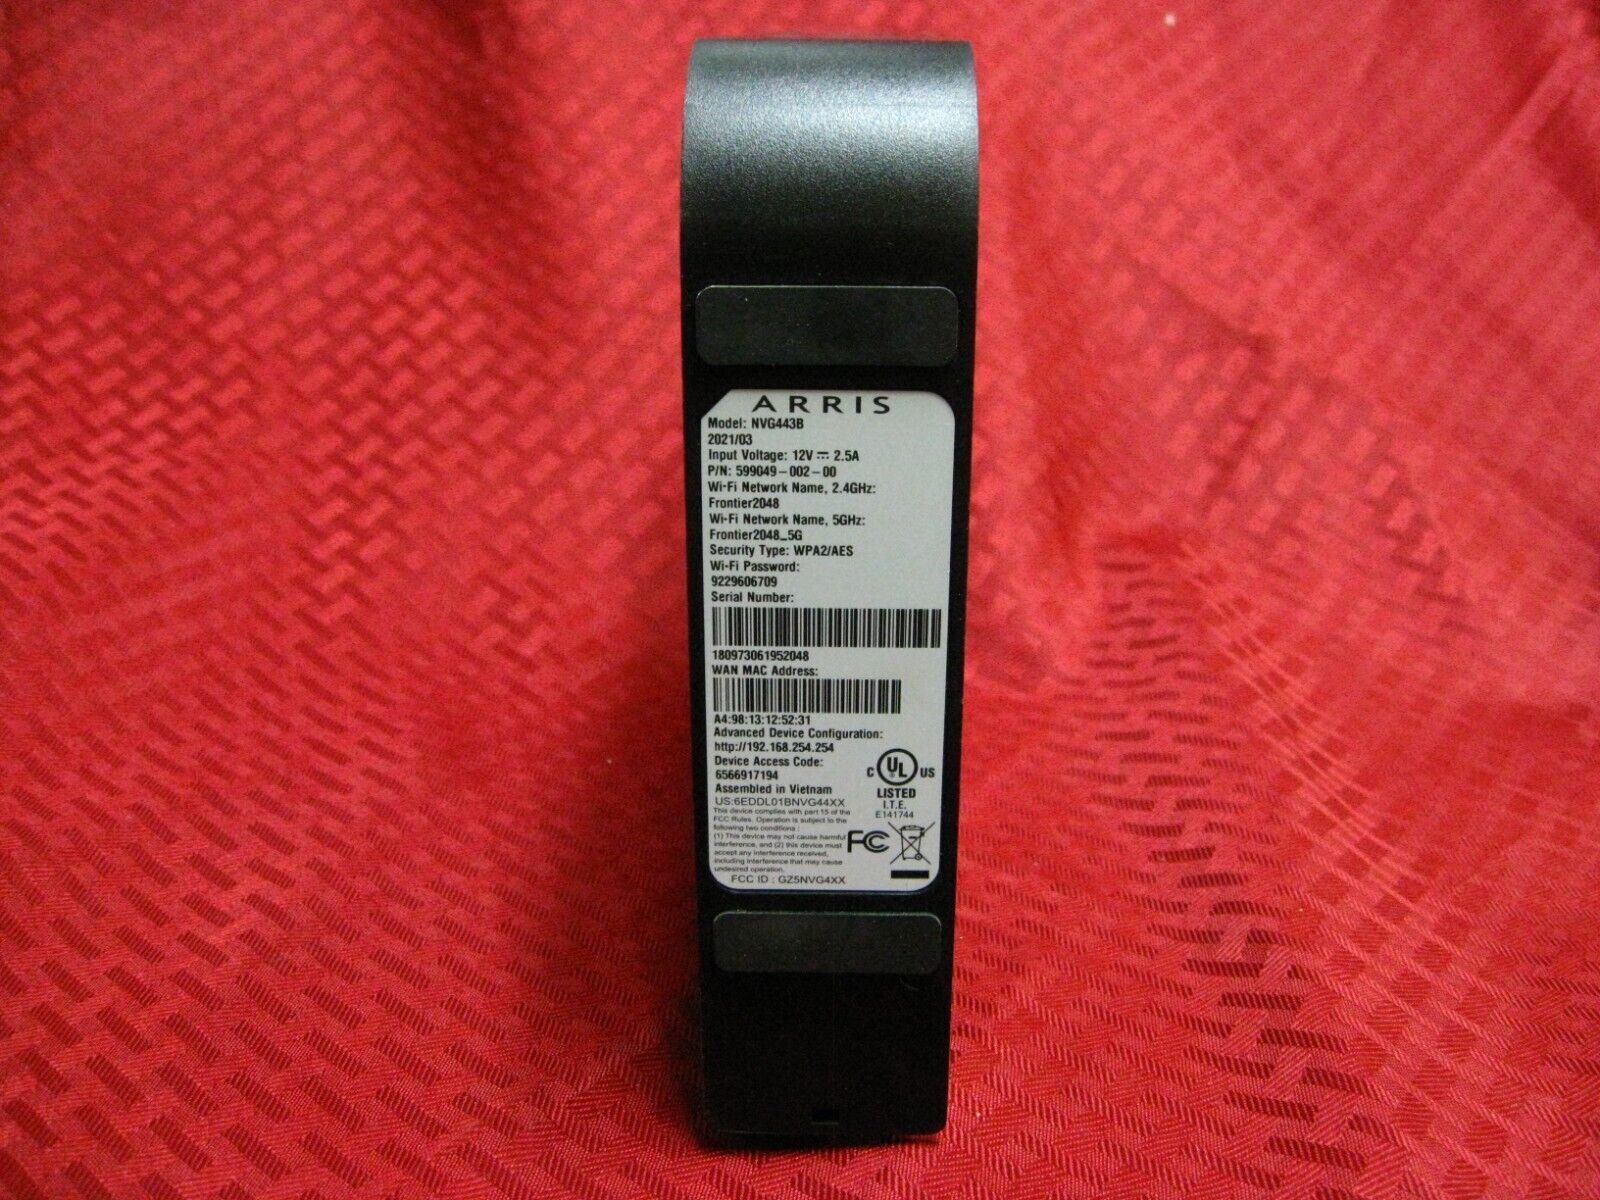 ARRIS
Model: NVG443B
2021/03
Input Voltage: 12V ⎓ 2.5A
P/N: 599049-002-00
Wi-Fi Network Name, 2.4GHz:
Frontier2048
Wi-Fi Network Name, 5GHz:
Frontier2048_5G
Security Type: WPA2/AES
Wi-Fi Password:
9229606709
Serial Number:
180973061952048
WAN MAC Address:
A4:98:13:12:52:31
Advanced Device Configuration:
http://192.168.254.254
Device Access Code:
6566917194
Assembled in Vietnam
US:6EDDL01BNVG44XX
This device complies with part 15 of the
FCC Rules. Operation is subject to the
following two conditions :
(1) This device may not cause harmful
interference, and (2) this device must
accept any interference received,
including interference that may cause
undesired operation.
FCC ID : GZ5NVG4XX
C UL US
LISTED
I.T.E.
E141744
FC